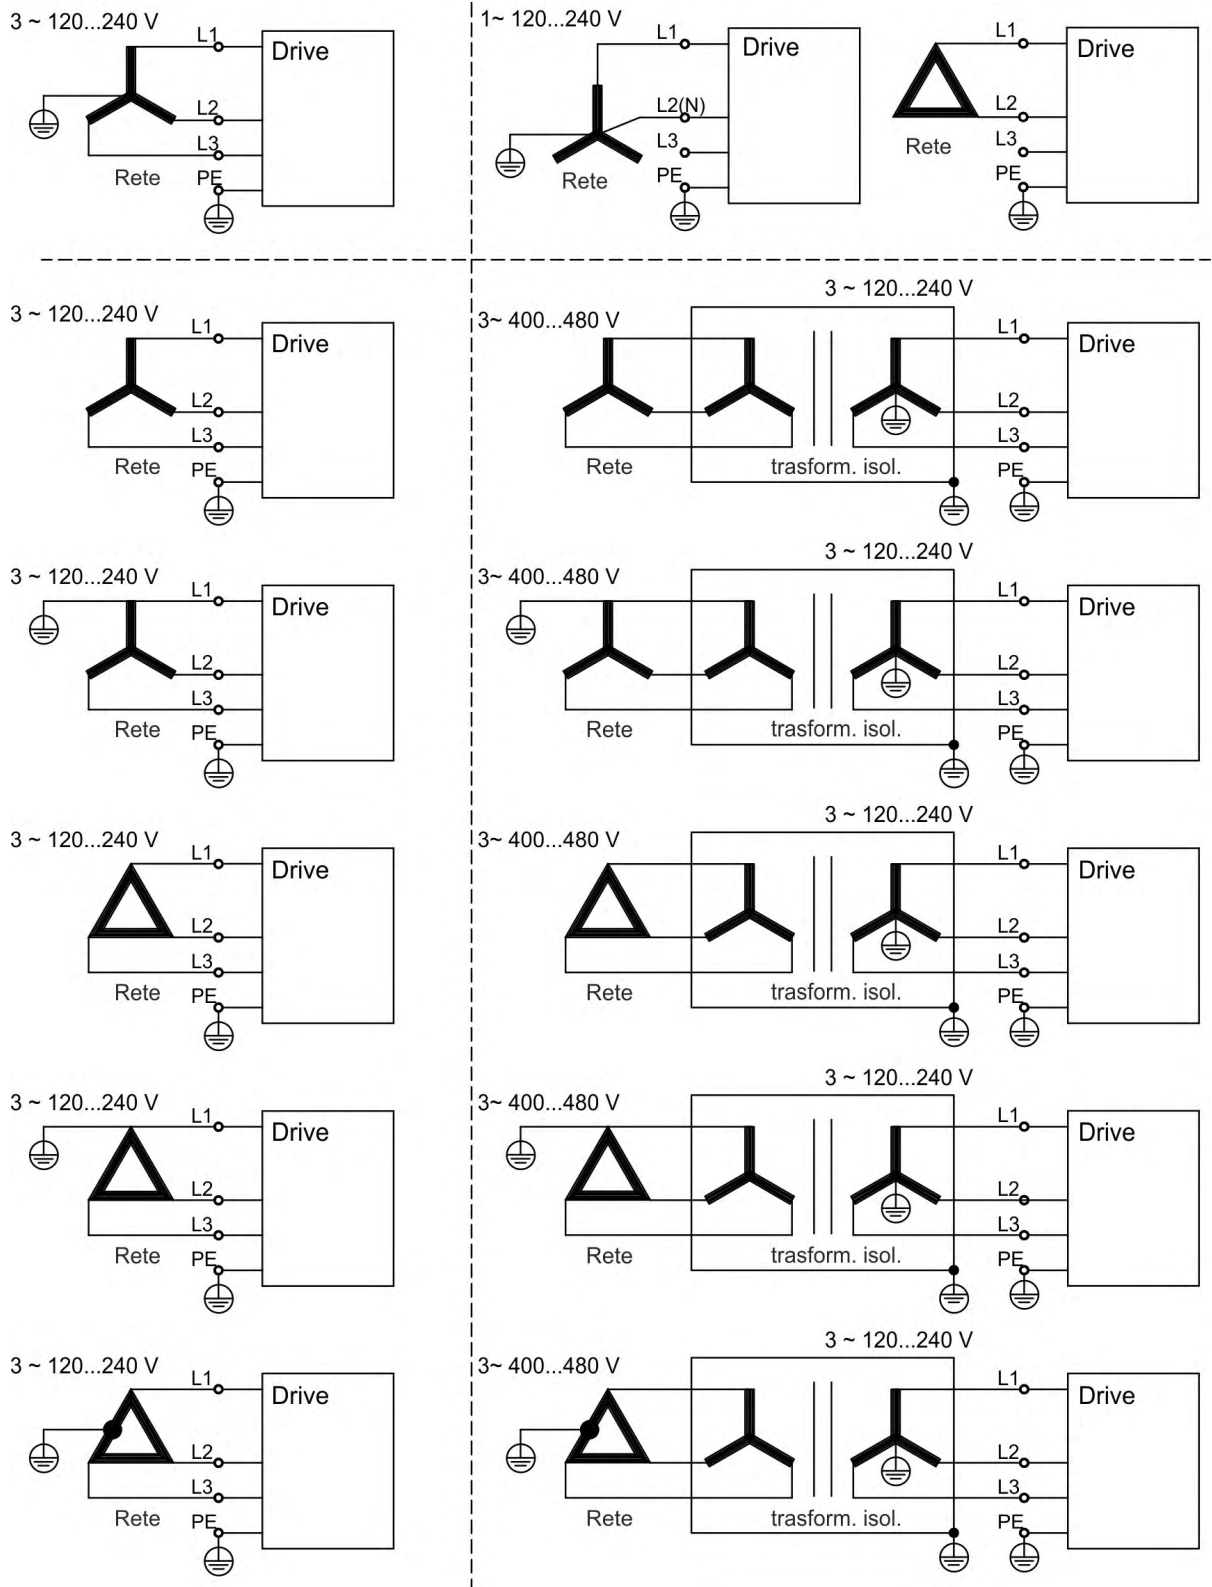 3 ~ 120...240 V
L1
Drive
L2
L3
Rete
PE
1~ 120...240 V
L1
Drive
L2(N)
L3
Rete
PE
L1
Drive
L2
L3
Rete
PE
3 ~ 120...240 V
L1
Drive
L2
L3
Rete
PE
3 ~ 120...240 V
3~ 400...480 V
L1
Drive
L2
L3
Rete
trasform. isol.
PE
3 ~ 120...240 V
L1
Drive
L2
L3
Rete
PE
3 ~ 120...240 V
3~ 400...480 V
L1
Drive
L2
L3
Rete
trasform. isol.
PE
3 ~ 120...240 V
L1
Drive
L2
L3
Rete
PE
3 ~ 120...240 V
3~ 400...480 V
L1
Drive
L2
L3
Rete
trasform. isol.
PE
3 ~ 120...240 V
L1
Drive
L2
L3
Rete
PE
3 ~ 120...240 V
3~ 400...480 V
L1
Drive
L2
L3
Rete
trasform. isol.
PE
3 ~ 120...240 V
L1
Drive
L2
L3
Rete
PE
3 ~ 120...240 V
3~ 400...480 V
L1
Drive
L2
L3
Rete
trasform. isol.
PE